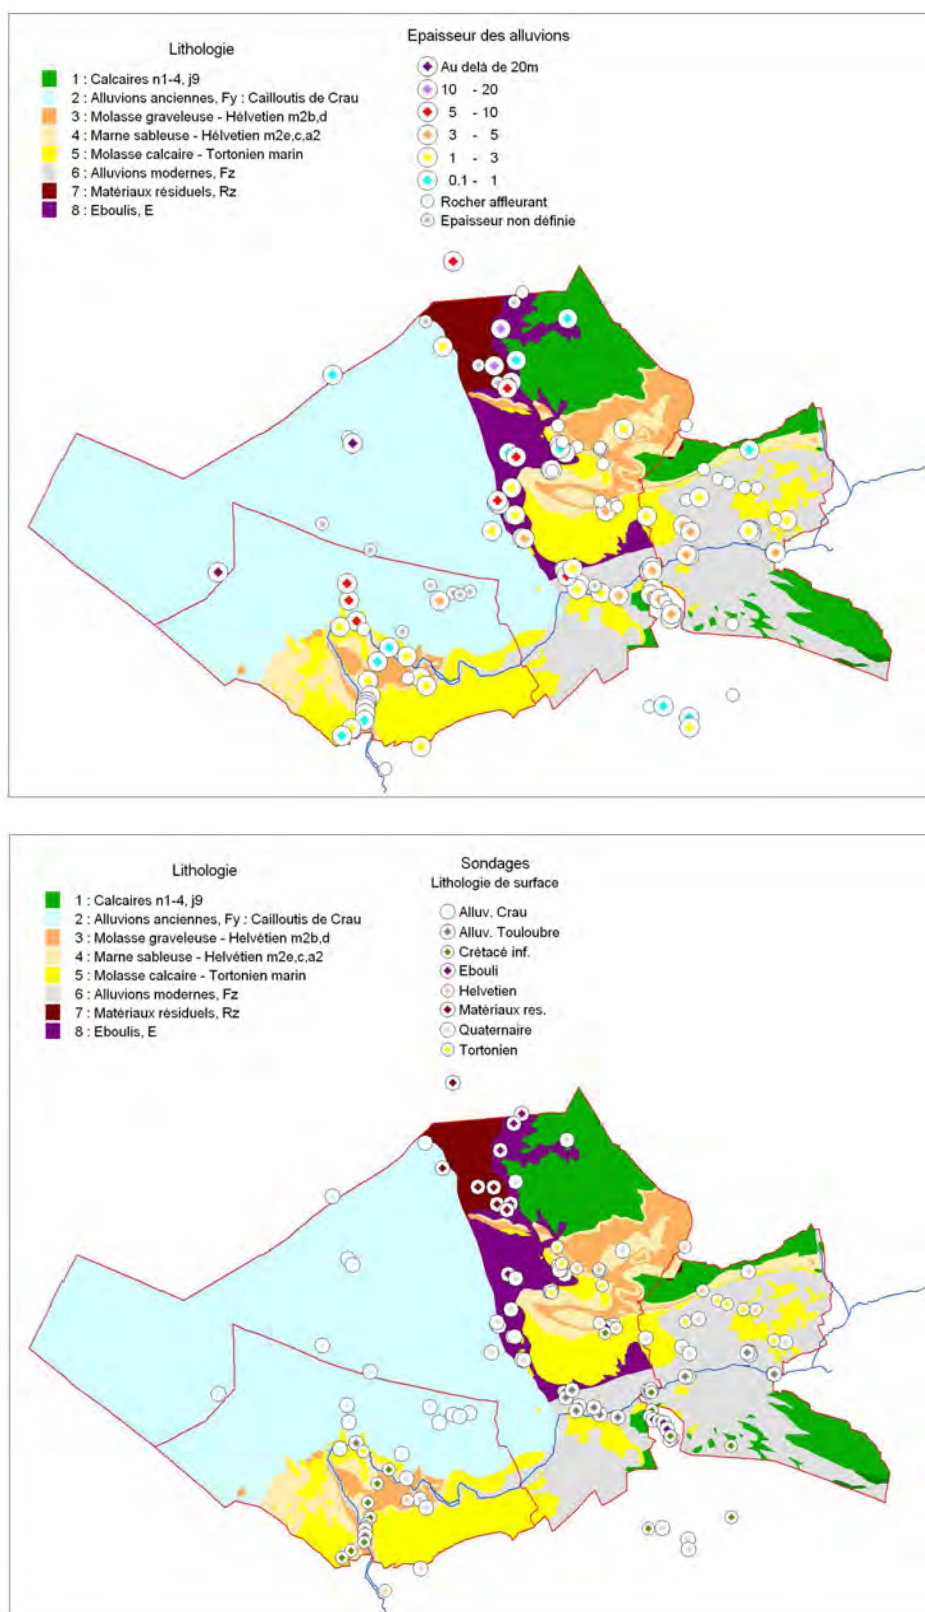 Lithologie
1 : Calcaires n1-4, j9
2 : Alluvions anciennes, Fy : Cailloutis de Crau
3 : Molasse graveleuse - Hélvetien m2b,d
4 : Marne sableuse - Hélvetien m2e,c,a2
5 : Molasse calcaire - Tortonien marin
6 : Alluvions modernes, Fz
7 : Matériaux résiduels, Rz
8 : Eboulis, E
Epaisseur des alluvions
Au delà de 20m
10 - 20
5 - 10
3 - 5
1 - 3
0,1 - 1
Rocher affleurant
Epaisseur non définie
Lithologie
1 : Calcaires n1-4, j9
2 : Alluvions anciennes, Fy : Cailloutis de Crau
3 : Molasse graveleuse - Helvétien m2b,d
4 : Marne sableuse - Helvétien m2e,c,a2
5 : Molasse calcaire - Tortonien marin
6 : Alluvions modernes, Fz
7 : Matériaux résiduels, Rz
8 : Eboulis, E
Sondages
Lithologie de surface
Alluv. Crau
Alluv. Touloubre
Crétacé inf.
Ebouli
Helvetien
Matériaux res.
Quaternaire
Tortonien